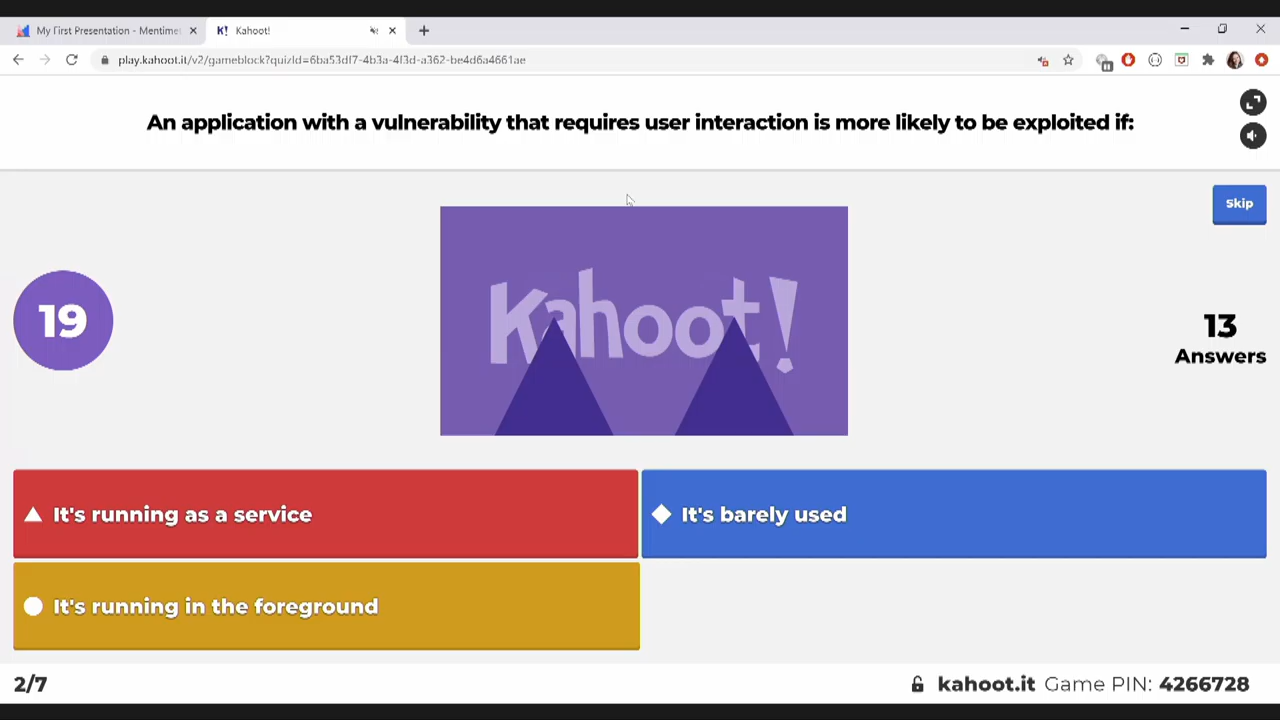 My First Presentation - Mentime
K! Kahoot!
play.kahoot.it/v2/gameblock?quizId=6ba53df7-4b3a-4f3d-a362-be4d6a4661ae
An application with a vulnerability that requires user interaction is more likely to be exploited if:
Skip
Kahoot!
19
13
Answers
It's running as a service
It's barely used
It's running in the foreground
2/7
kahoot.it Game PIN: 4266728